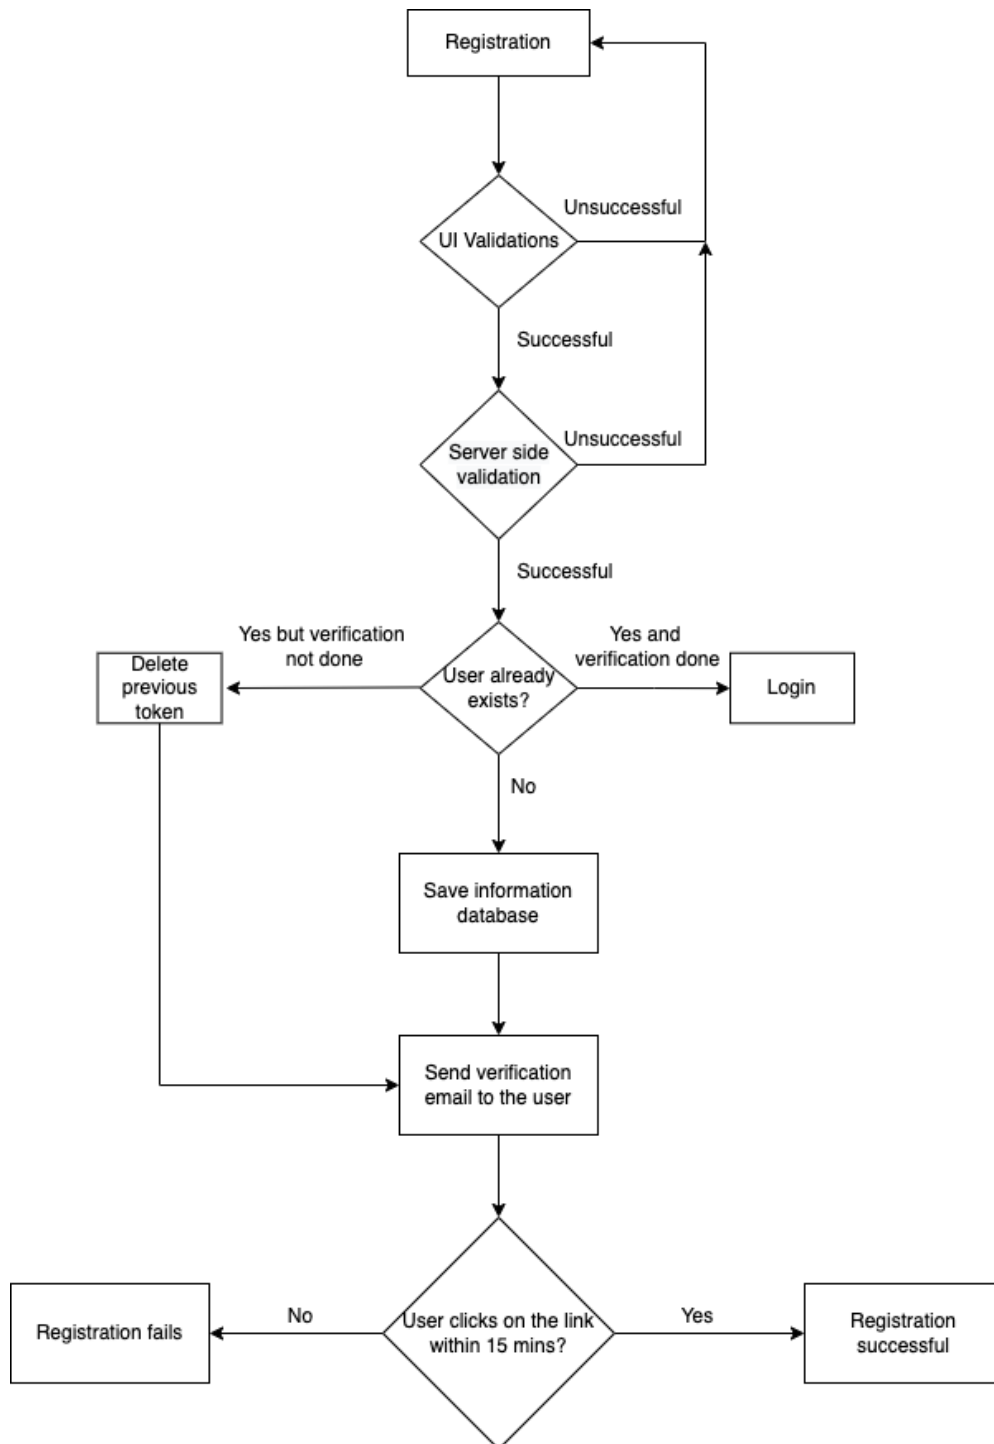 Registration
Unsuccessful
UI Validations
Successful
Unsuccessful
Server side
validation
Successful
Yes but verification
not done
Yes and
verification done
Delete
previous
token
User already
exists?
Login
No
Save information
database
Send verification
email to the user
No
Yes
Registration fails
User clicks on the link
within 15 mins?
Registration
successful